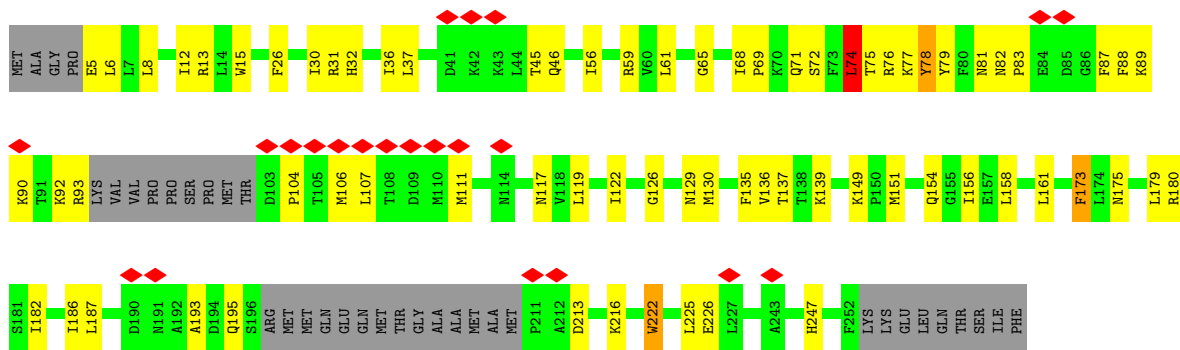 MET ALA GLY PRO E5 L6 L7 L8 I12 R13 L14 W15 F26 I30 R31 H32 I36 L37 D41 K42 K43 L44 T45 Q46 I56 R59 V60 L61 G65 I68 P69 K70 Q71 S72 F73 L74 T75 R76 K77 Y78 Y79 F80 N81 N82 P83 E84 D85 G86 F87 F88 K89
K90 T91 K92 R93 LYS VAL VAL PRO PRO SER PRO MET THR D103 P104 T105 M106 L107 T108 D109 M110 M111 N114 N117 V118 L119 I122 G126 N129 M130 F135 V136 T137 T138 K139 K149 P150 M151 Q154 G155 I156 E157 L158 L161 F173 L174 N175 L179 R180
S181 I182 I186 L187 D190 N191 A192 A193 D194 Q195 S196 ARG MET MET GLN GLU GLN MET THR GLY ALA ALA MET ALA MET P211 A212 D213 K216 W222 L225 E226 L227 A243 H247 F252 LYS LYS GLU LEU GLN THR SER ILE PHE